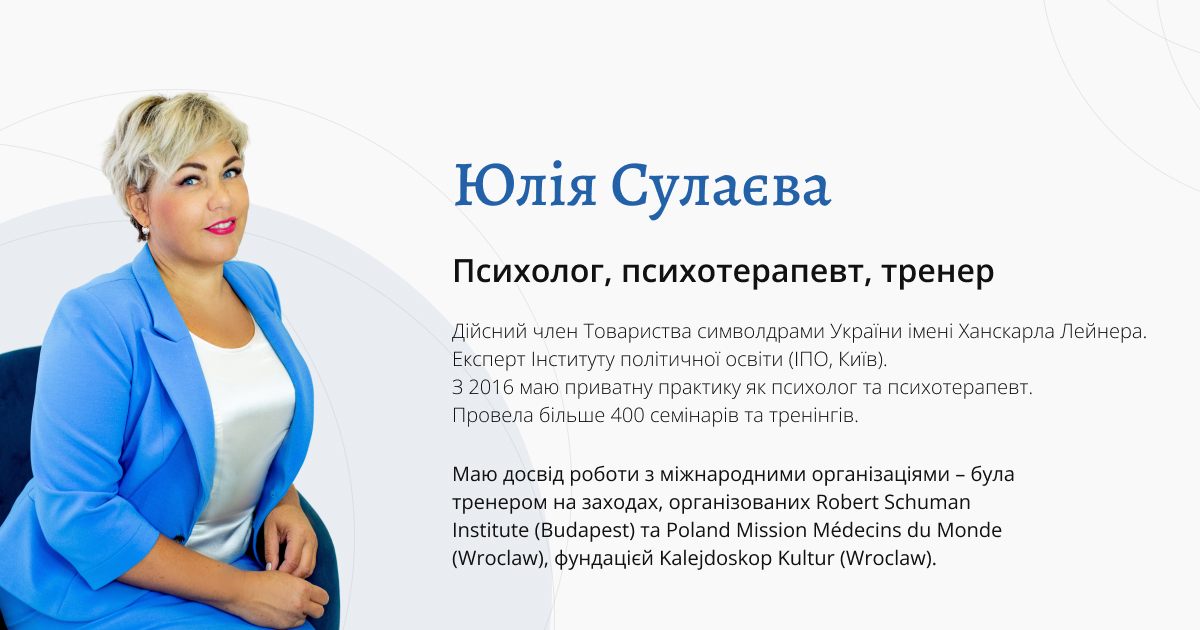 Юлія Сулаєва
Психолог, психотерапевт, тренер
Дійсний член Товариства символдрами України імені Ханскарла Лейнера.
Експерт Інституту політичної освіти (ІПО, Київ).
З 2016 маю приватну практику як психолог та психотерапевт.
Провела більше 400 семінарів та тренінгів.
Маю досвід роботи з міжнародними організаціями – була
тренером на заходах, організованих Robert Schuman
Institute (Budapest) та Poland Mission Médecins du Monde
(Wroclaw), фундацієй Kalejdoskop Kultur (Wroclaw).